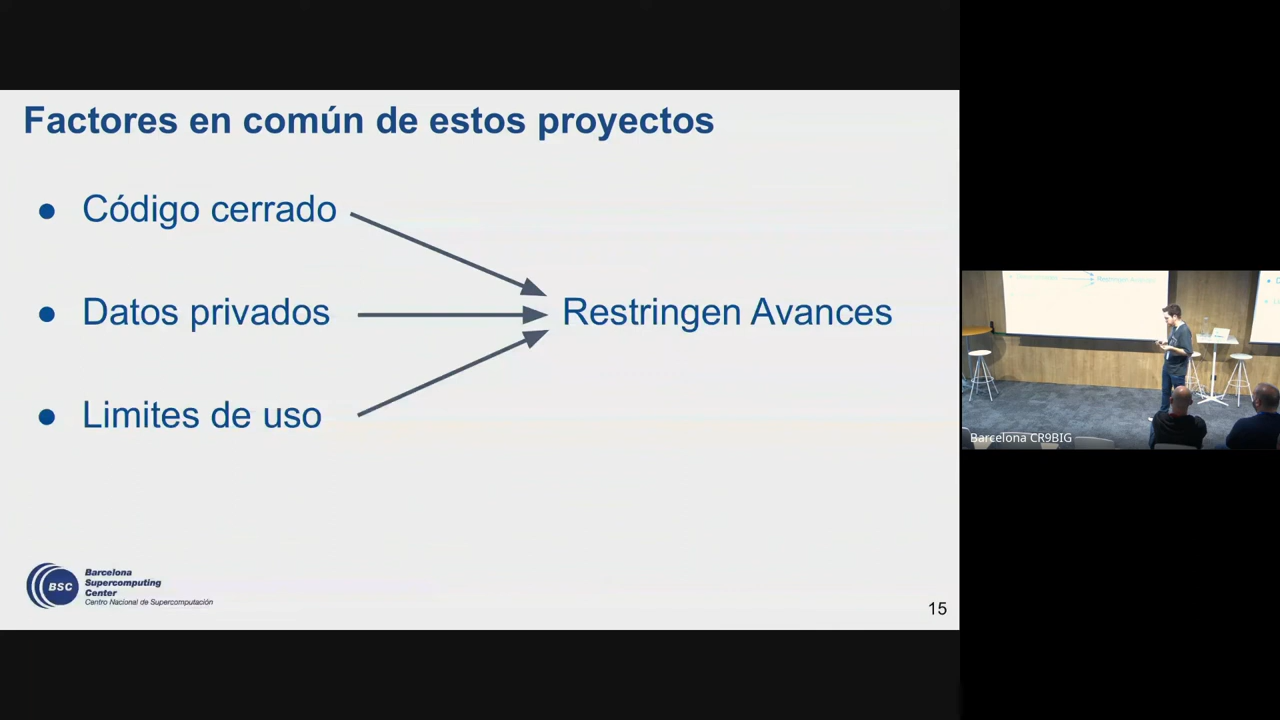 Factores en común de estos proyectos
● Código cerrado
● Datos privados
Restringen Avances
● Limites de uso
BSC
Barcelona
Supercomputing
Center
Centro Nacional de Supercomputación
15
Barcelona CR9BIG